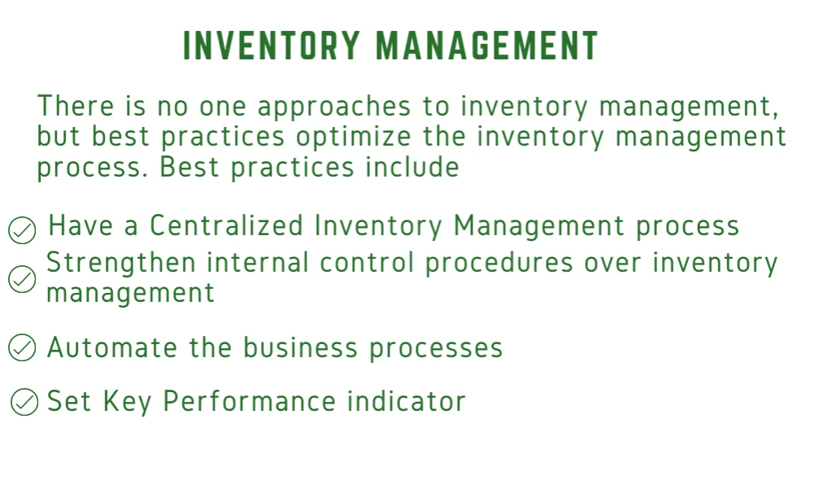 INVENTORY MANAGEMENT
There is no one approaches to inventory management,
but best practices optimize the inventory management
process. Best practices include
Have a Centralized Inventory Management process
Strengthen internal control procedures over inventory
management
Automate the business processes
Set Key Performance indicator